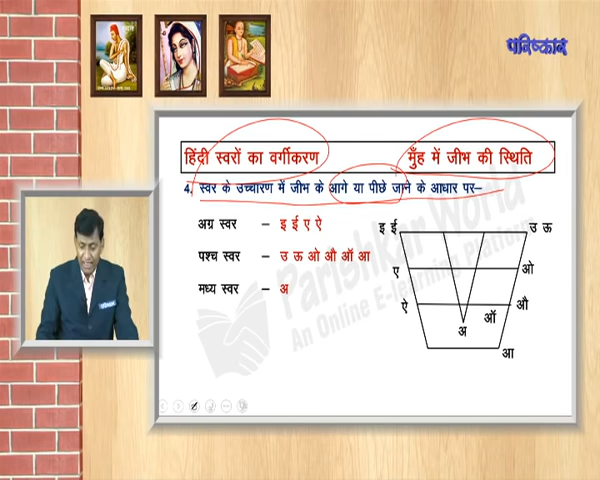 परिष्कार
हिंदी स्वरों का वर्गीकरण मुँह में जीभ की स्थिति
4. स्वर के उच्चारण में जीभ के आगे या पीछे जाने के आधार पर–
अग्र स्वर – इ ई ए ऐ
पश्च स्वर – उ ऊ ओ औ ऑ आ
मध्य स्वर – अ
इ ई उ ऊ
ए ओ
ऐ औ
अ ऑ
आ
Parishkar World
An Online E-learning Platform